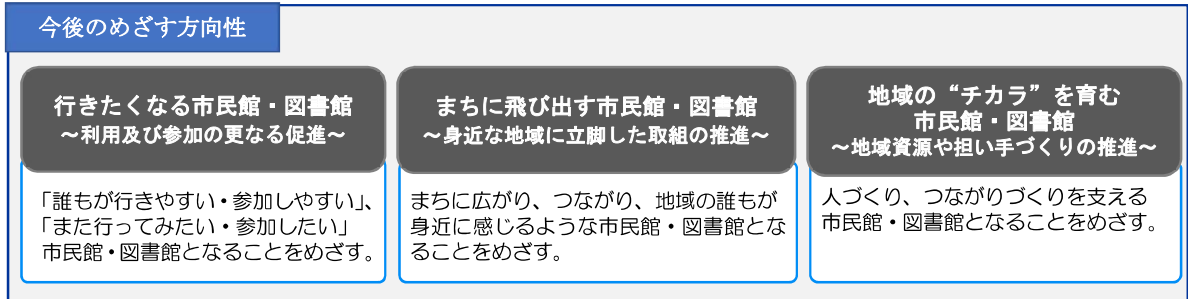 今後のめざす方向性
行きたくなる市民館・図書館
～利用及び参加の更なる促進～
「誰もが行きやすい・参加しやすい」、
「また行ってみたい・参加したい」
市民館・図書館となることをめざす。
まちに飛び出す市民館・図書館
～身近な地域に立脚した取組の推進～
まちに広がり、つながり、地域の誰もが
身近に感じるような市民館・図書館とな
ることをめざす。
地域の“チカラ”を育む
市民館・図書館
～地域資源や担い手づくりの推進～
人づくり、つながりづくりを支える
市民館・図書館となることをめざす。